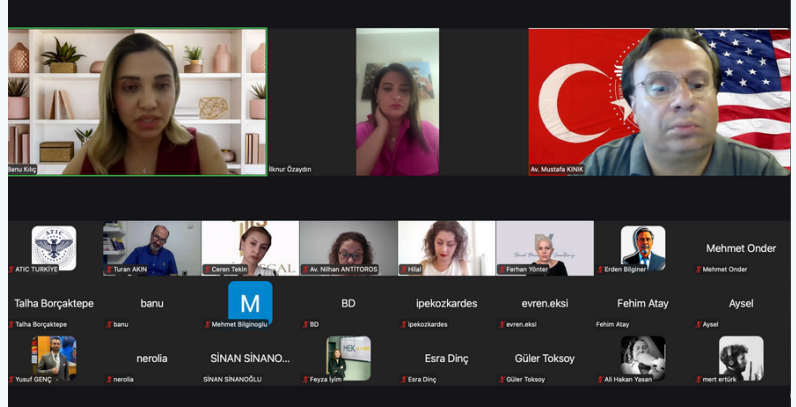 Banu Kılıç
İlknur Özaydın
Av. Mustafa KINIK
ATIC
ATIC TURKIYE
Turan AKIN
Ceren Tekin
Av. Nilhan ANTİTOROS
Hilal
Ferhan Yönter
Erden Bilginer
Mehmet Onder
Mehmet Onder
Talha Borçaktepe
banu
M
BD
ipekozkardes
evren.eksi
Fehim Atay
Aysel
Talha Borçaktepe
banu
Mehmet Bilginoglu
BD
ipekozkardes
evren.eksi
Fehim Atay
Aysel
nerolia
SİNAN SİNANO...
MEK
Esra Dinç
Güler Toksoy
Yusuf GENÇ
nerolia
SİNAN SİNANOĞLU
Feyza İyim
Esra Dinç
Güler Toksoy
Ali Hakan Yasan
mert ertürk